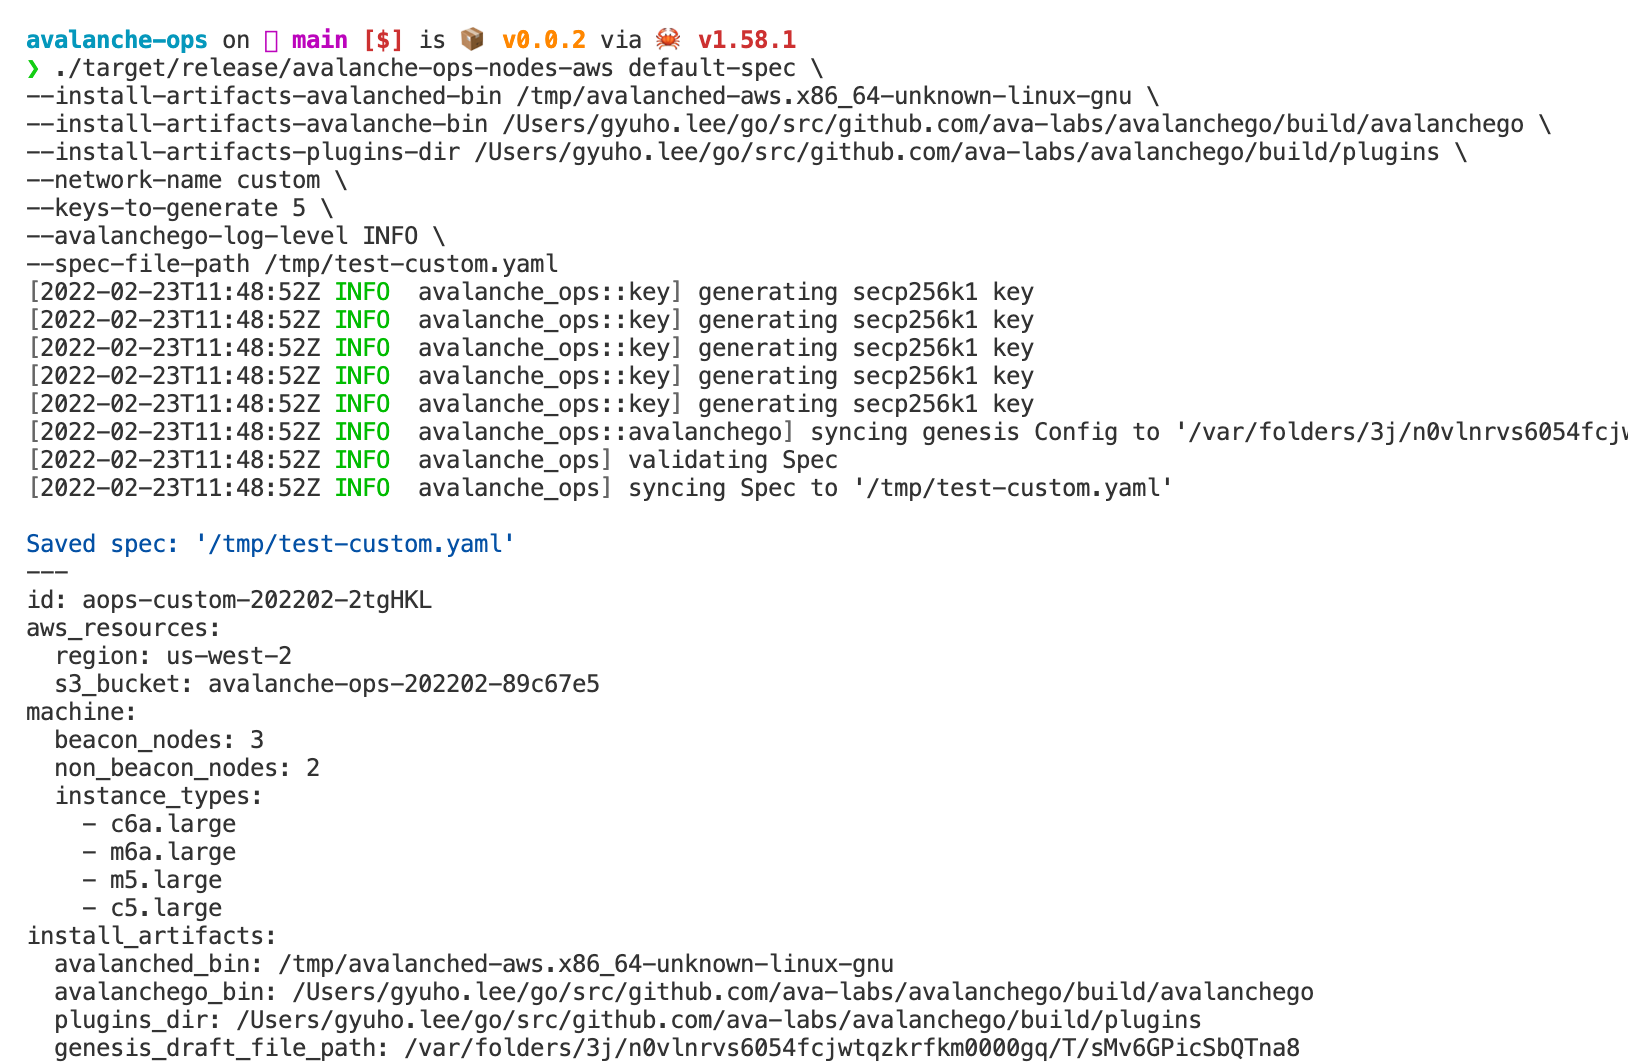 avalanche-ops on  main [$] is 📦 v0.0.2 via 🦀 v1.58.1
❯ ./target/release/avalanche-ops-nodes-aws default-spec \
--install-artifacts-avalanched-bin /tmp/avalanched-aws.x86_64-unknown-linux-gnu \
--install-artifacts-avalanche-bin /Users/gyuho.lee/go/src/github.com/ava-labs/avalanchego/build/avalanchego \
--install-artifacts-plugins-dir /Users/gyuho.lee/go/src/github.com/ava-labs/avalanchego/build/plugins \
--network-name custom \
--keys-to-generate 5 \
--avalanchego-log-level INFO \
--spec-file-path /tmp/test-custom.yaml
[2022-02-23T11:48:52Z INFO  avalanche_ops::key] generating secp256k1 key
[2022-02-23T11:48:52Z INFO  avalanche_ops::key] generating secp256k1 key
[2022-02-23T11:48:52Z INFO  avalanche_ops::key] generating secp256k1 key
[2022-02-23T11:48:52Z INFO  avalanche_ops::key] generating secp256k1 key
[2022-02-23T11:48:52Z INFO  avalanche_ops::key] generating secp256k1 key
[2022-02-23T11:48:52Z INFO  avalanche_ops::avalanchego] syncing genesis Config to '/var/folders/3j/n0vlnrvs6054fcjw
[2022-02-23T11:48:52Z INFO  avalanche_ops] validating Spec
[2022-02-23T11:48:52Z INFO  avalanche_ops] syncing Spec to '/tmp/test-custom.yaml'

Saved spec: '/tmp/test-custom.yaml'
---
id: aops-custom-202202-2tgHKL
aws_resources:
  region: us-west-2
  s3_bucket: avalanche-ops-202202-89c67e5
machine:
  beacon_nodes: 3
  non_beacon_nodes: 2
  instance_types:
    - c6a.large
    - m6a.large
    - m5.large
    - c5.large
install_artifacts:
  avalanched_bin: /tmp/avalanched-aws.x86_64-unknown-linux-gnu
  avalanchego_bin: /Users/gyuho.lee/go/src/github.com/ava-labs/avalanchego/build/avalanchego
  plugins_dir: /Users/gyuho.lee/go/src/github.com/ava-labs/avalanchego/build/plugins
  genesis_draft_file_path: /var/folders/3j/n0vlnrvs6054fcjwtqzkrfkm0000gq/T/sMv6GPicSbQTna8